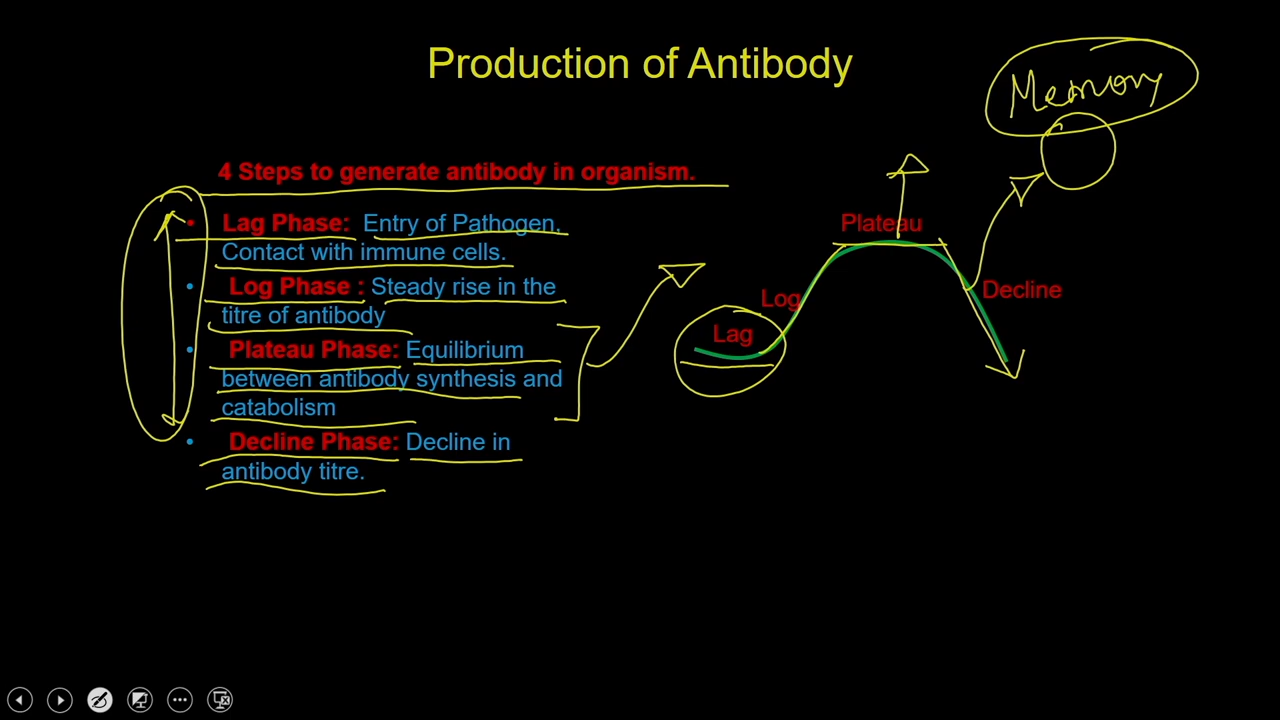 Production of Antibody
Memory
4 Steps to generate antibody in organism.
• Lag Phase: Entry of Pathogen,
Contact with immune cells.
• Log Phase : Steady rise in the
titre of antibody
• Plateau Phase: Equilibrium
between antibody synthesis and
catabolism
• Decline Phase: Decline in
antibody titre.
Plateau
Log
Lag
Decline